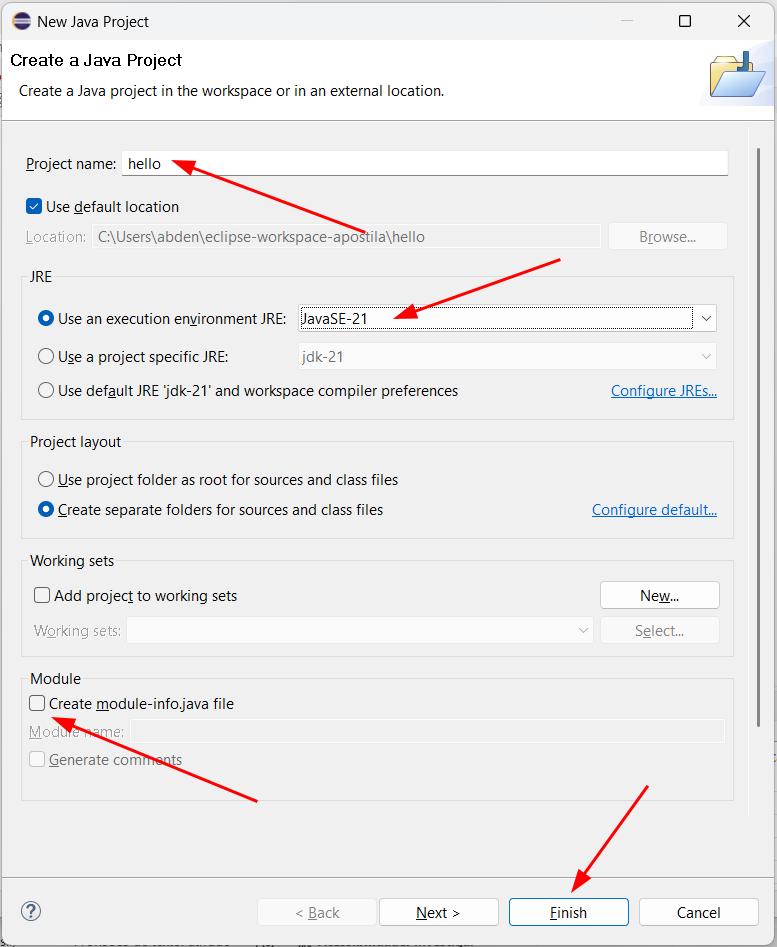 New Java Project
Create a Java Project
Create a Java project in the workspace or in an external location.
Project name: hello
Use default location
Location: C:\Users\abden\eclipse-workspace-apostila\hello Browse...
JRE
Use an execution environment JRE: JavaSE-21
Use a project specific JRE: jdk-21
Use default JRE 'jdk-21' and workspace compiler preferences Configure JREs...
Project layout
Use project folder as root for sources and class files
Create separate folders for sources and class files Configure default...
Working sets
Add project to working sets New...
Working sets: Select...
Module
Create module-info.java file
Module name:
Generate comments
? < Back Next > Finish Cancel